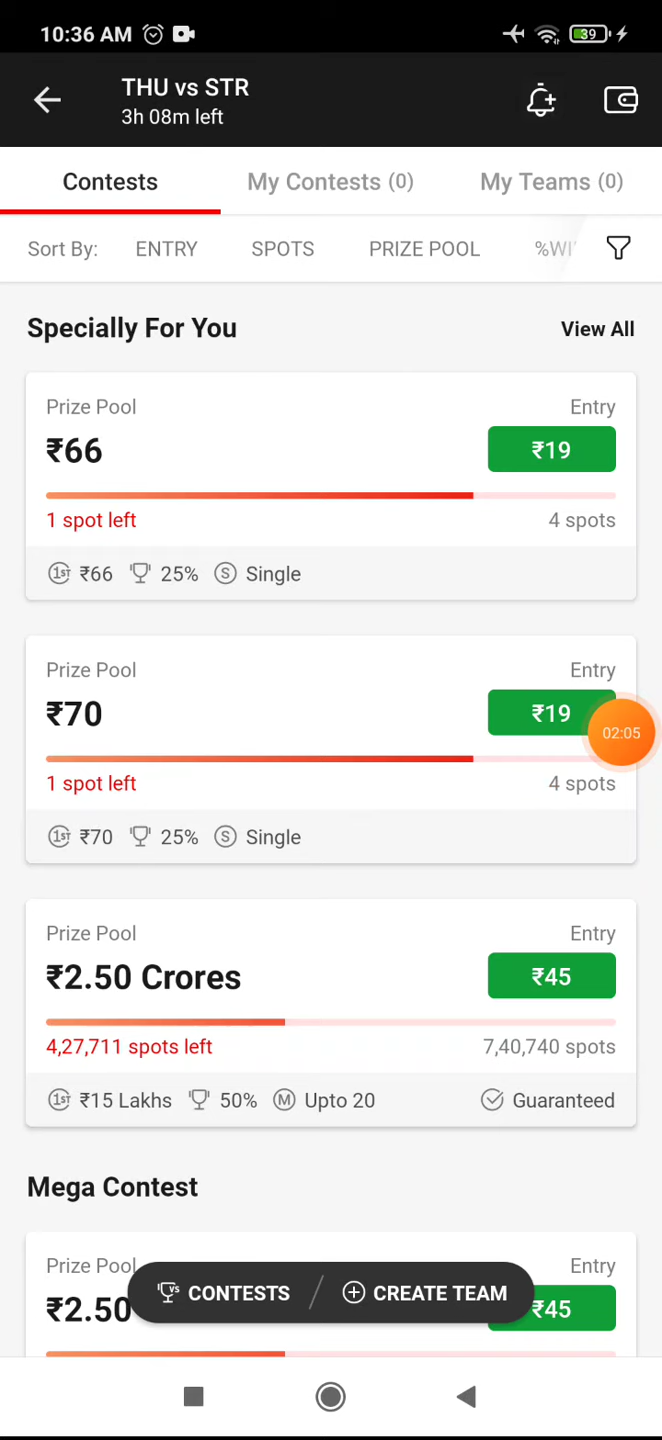 10:36 AM 39
THU vs STR
3h 08m left
Contests My Contests (0) My Teams (0)
Sort By: ENTRY SPOTS PRIZE POOL %WI
Specially For You View All
Prize Pool Entry
₹66 ₹19
1 spot left 4 spots
1ST ₹66 25% S Single
Prize Pool Entry
₹70 ₹19
02:05
1 spot left 4 spots
1ST ₹70 25% S Single
Prize Pool Entry
₹2.50 Crores ₹45
4,27,711 spots left 7,40,740 spots
1ST ₹15 Lakhs 50% M Upto 20 Guaranteed
Mega Contest
Prize Pool Entry
VS CONTESTS CREATE TEAM
₹2.50 ₹45